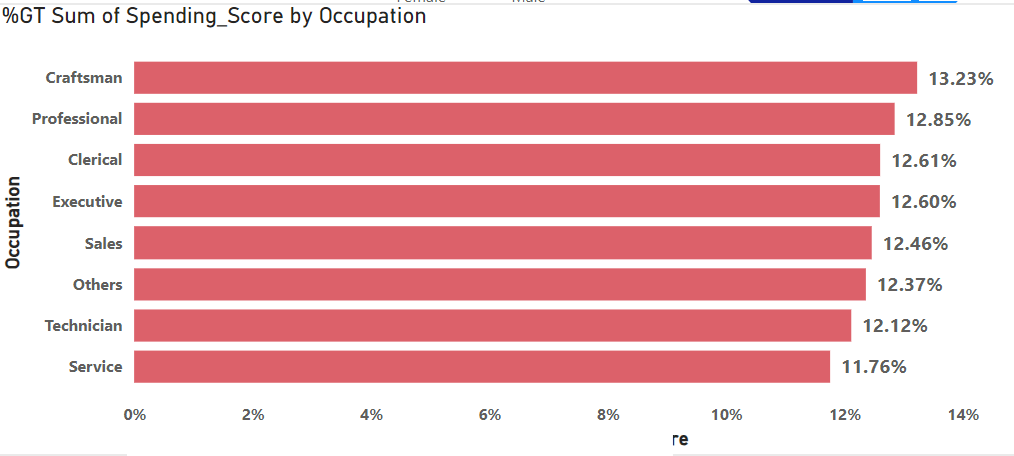 %GT Sum of Spending_Score by Occupation
Craftsman 13.23%
Professional 12.85%
Clerical 12.61%
Executive 12.60%
Sales 12.46%
Others 12.37%
Technician 12.12%
Service 11.76%
Occupation
0% 2% 4% 6% 8% 10% 12% 14%
re